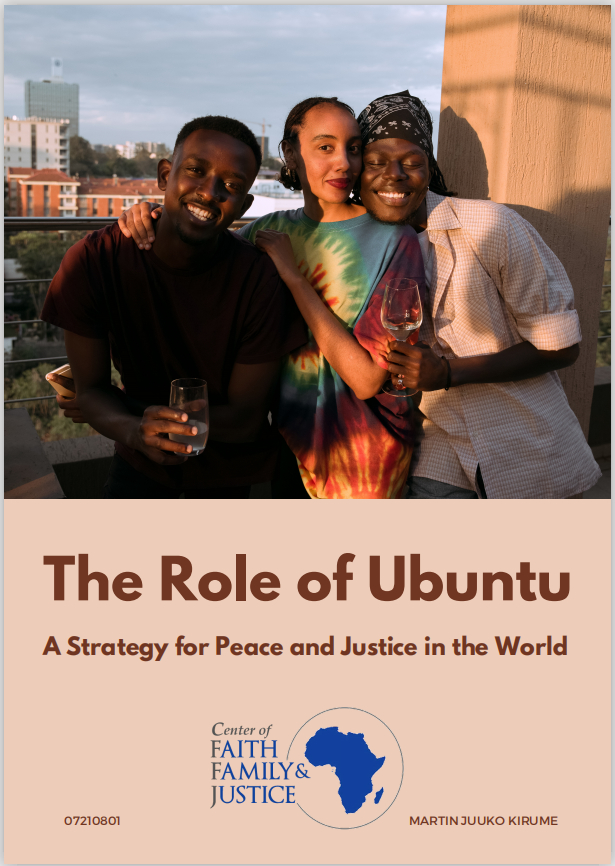 The Role of Ubuntu
A Strategy for Peace and Justice in the World
Center of
FAITH
FAMILY&
JUSTICE
07210801
MARTIN JUUKO KIRUME